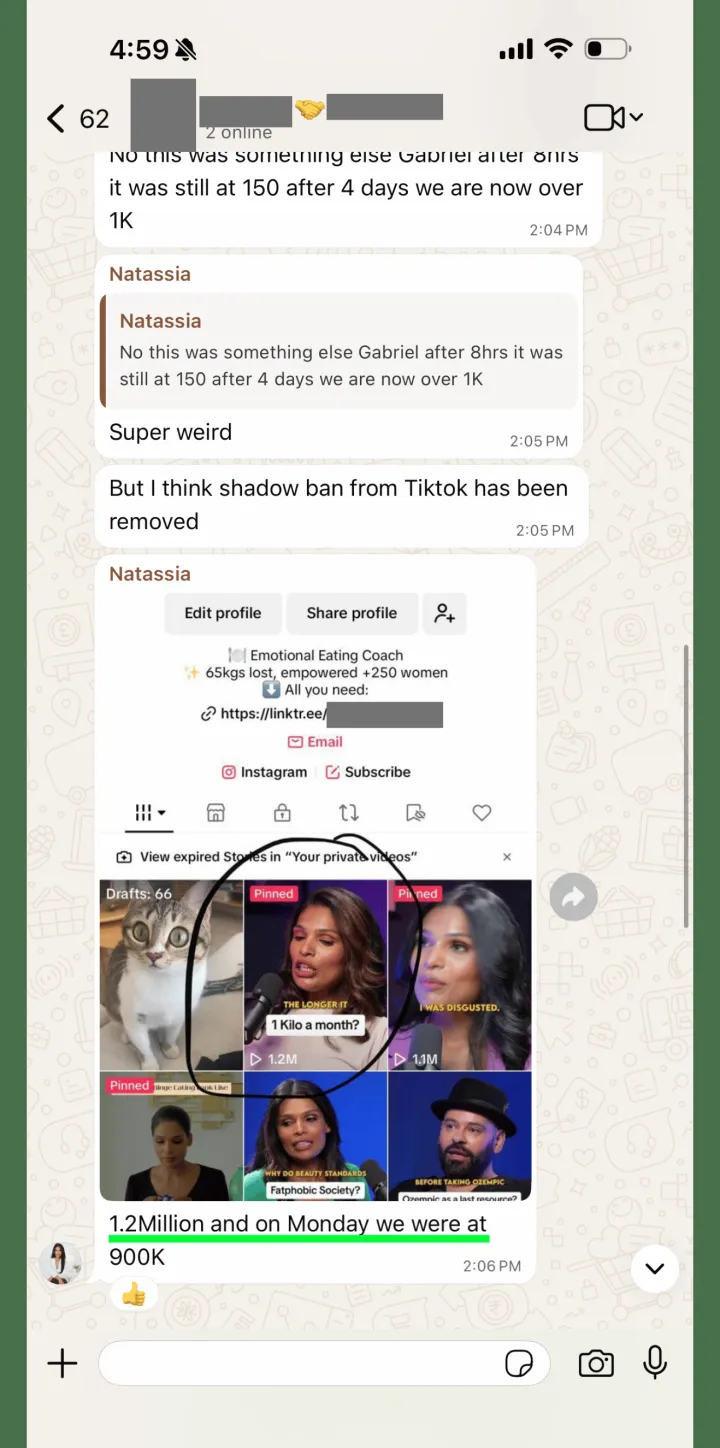 4:59
62
2 online
No this was something else Gabriel after 8hrs
it was still at 150 after 4 days we are now over
1K
2:04 PM
Natassia
Natassia
No this was something else Gabriel after 8hrs it was
still at 150 after 4 days we are now over 1K
Super weird
2:05 PM
But I think shadow ban from Tiktok has been
removed
2:05 PM
Natassia
Edit profile
Share profile
🍽️ Emotional Eating Coach
✨ 65kgs lost, empowered +250 women
⬇️ All you need:
https://linktr.ee/
Email
Instagram
Subscribe
View expired Stories in “Your private videos”
Drafts: 66
Pinned
THE LONGER IT
1 Kilo a month?
1.2M
Pinned
I WAS DISGUSTED.
1.1M
Pinned
Binge Eating Look Like
WHY DO BEAUTY STANDARDS
Fatphobic Society?
BEFORE TAKING OZEMPIC
Ozempic as a last resource?
1.2Million and on Monday we were at
900K
2:06 PM